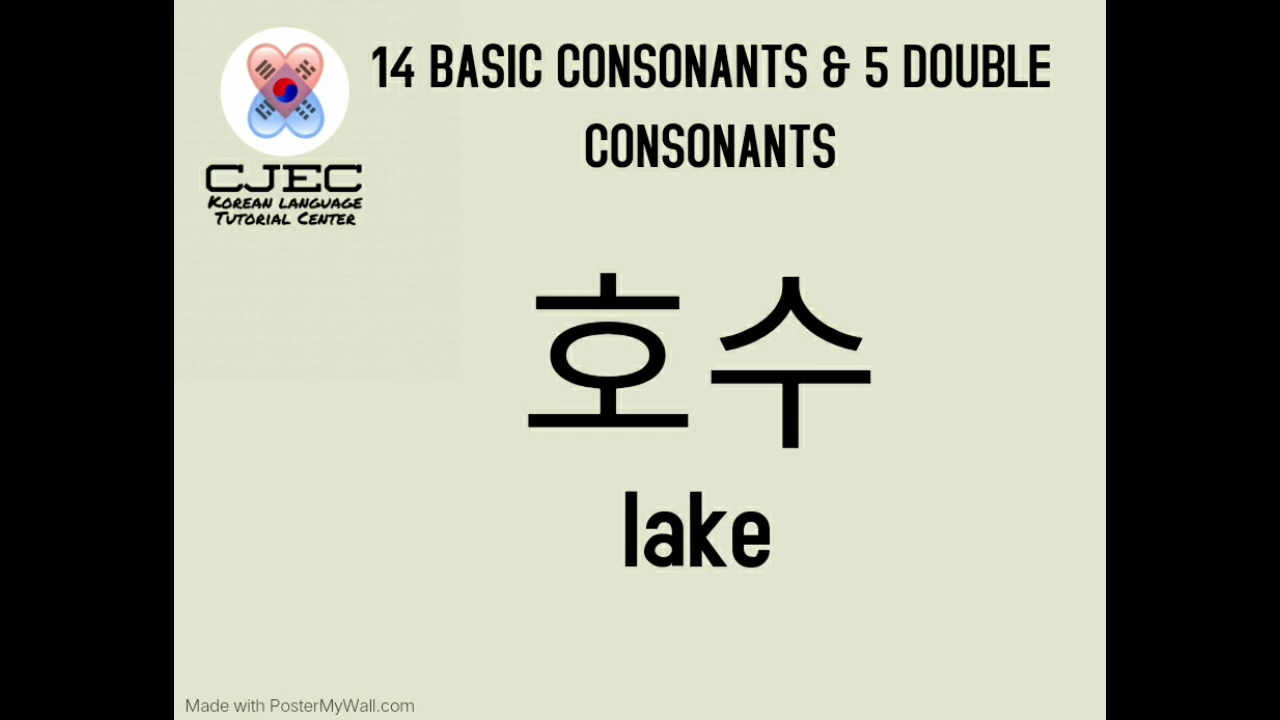 14 BASIC CONSONANTS & 5 DOUBLE
CONSONANTS
CJEC
KOREAN LANGUAGE
TUTORIAL CENTER
호수
lake
Made with PosterMyWall.com